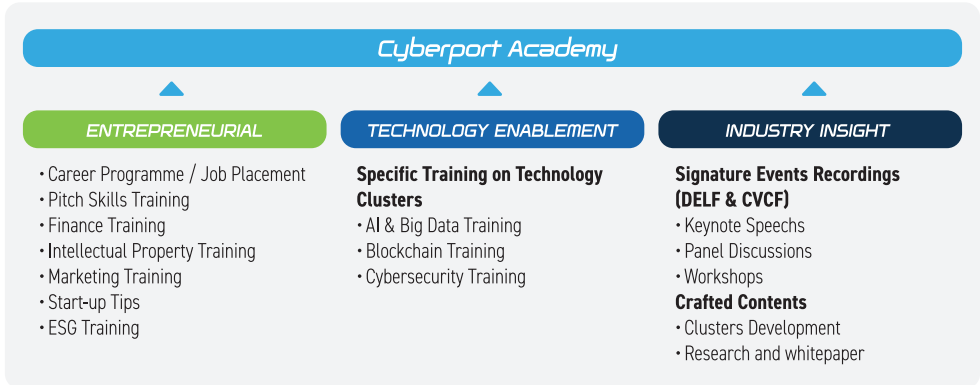 Cyberport Academy
ENTREPRENEURIAL
• Career Programme / Job Placement
• Pitch Skills Training
• Finance Training
• Intellectual Property Training
• Marketing Training
• Start-up Tips
• ESG Training
TECHNOLOGY ENABLEMENT
Specific Training on Technology
Clusters
• AI & Big Data Training
• Blockchain Training
• Cybersecurity Training
INDUSTRY INSIGHT
Signature Events Recordings
(DELF & CVCF)
• Keynote Speechs
• Panel Discussions
• Workshops
Crafted Contents
• Clusters Development
• Research and whitepaper